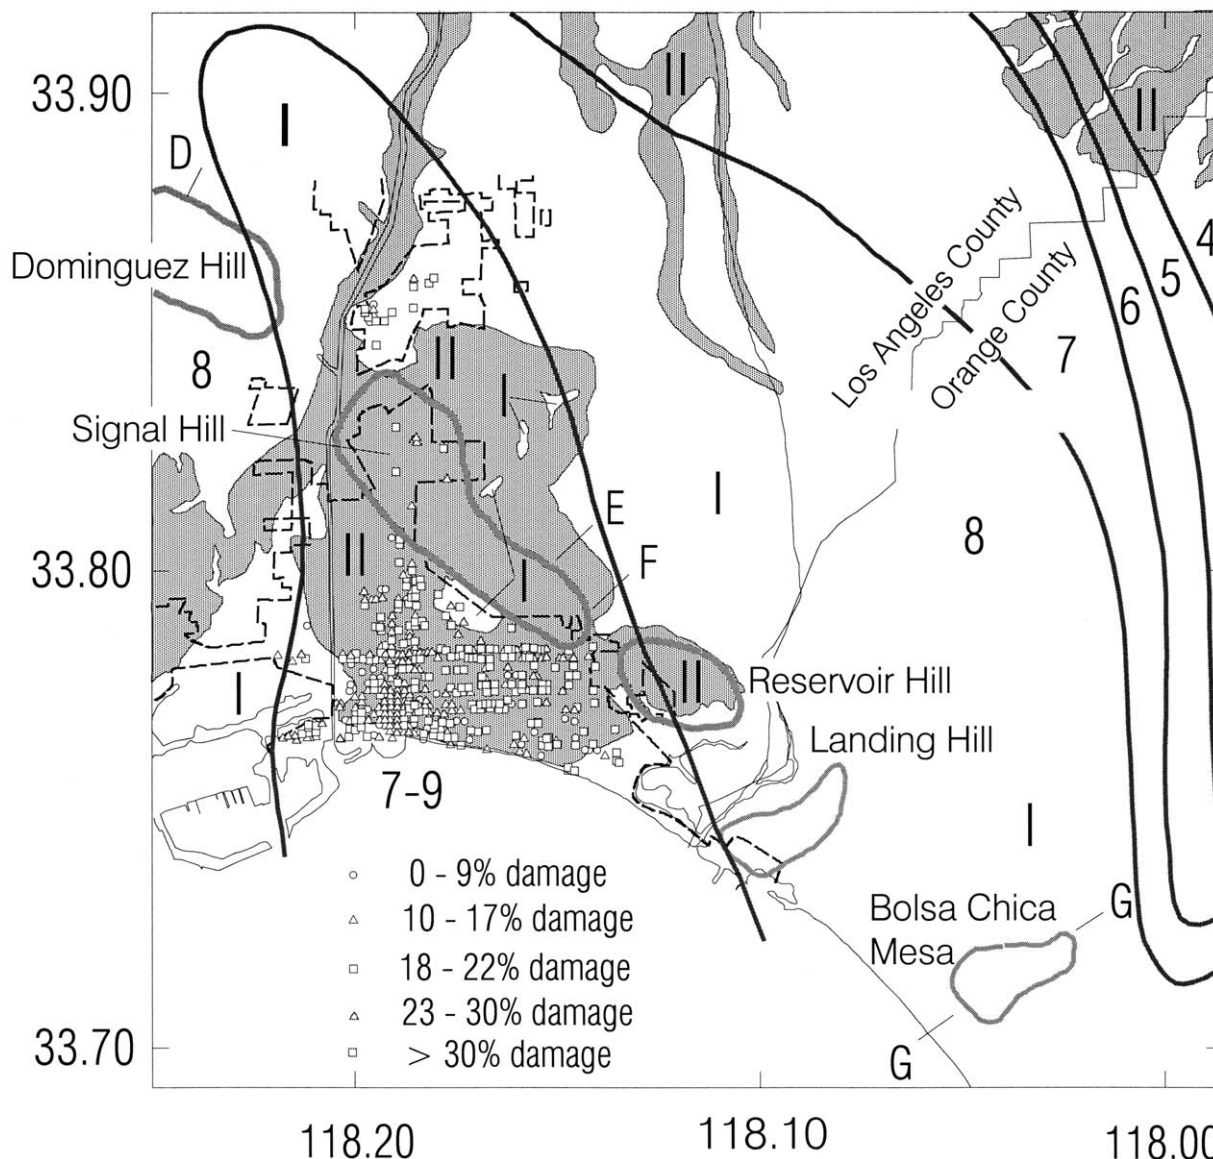 II
33.90
I
II
D
4
Los Angeles County
Orange County
Dominguez Hill
5
6
7
8
II
I
Signal Hill
I
E
8
33.80
II
I
F
I
II
Reservoir Hill
Landing Hill
7-9
I
0 - 9% damage
10 - 17% damage
18 - 22% damage
23 - 30% damage
> 30% damage
Bolsa Chica
Mesa
G
G
33.70
118.20
118.10
118.00